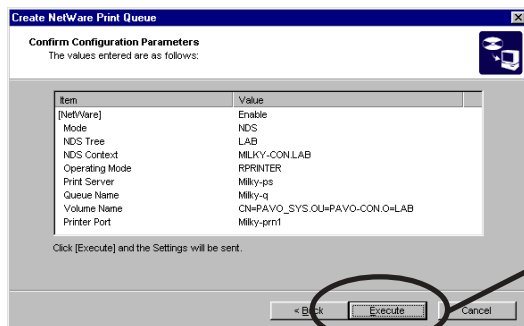 Create NetWare Print Queue
Confirm Configuration Parameters
The values entered are as follows:
Item Value
[NetWare] Enable
Mode NDS
NDS Tree LAB
NDS Context MILKY-CON.LAB
Operating Mode RPRINTER
Print Server Milky-ps
Queue Name Milky-q
Volume Name CN=PAVO_SYS.OU=PAVO-CON.O=LAB
Printer Port Milky-prn1
Click [Execute] and the Settings will be sent.
< Back Execute Cancel